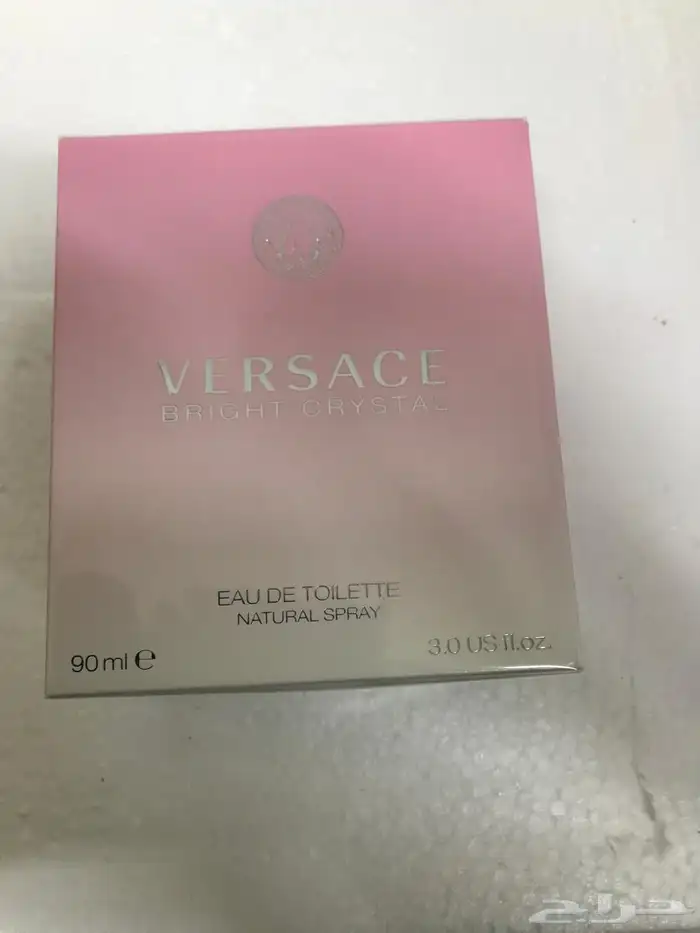 VERSACE
BRIGHT CRYSTAL
EAU DE TOILETTE
NATURAL SPRAY
90 ml e
3.0 US fl.oz.
حراج